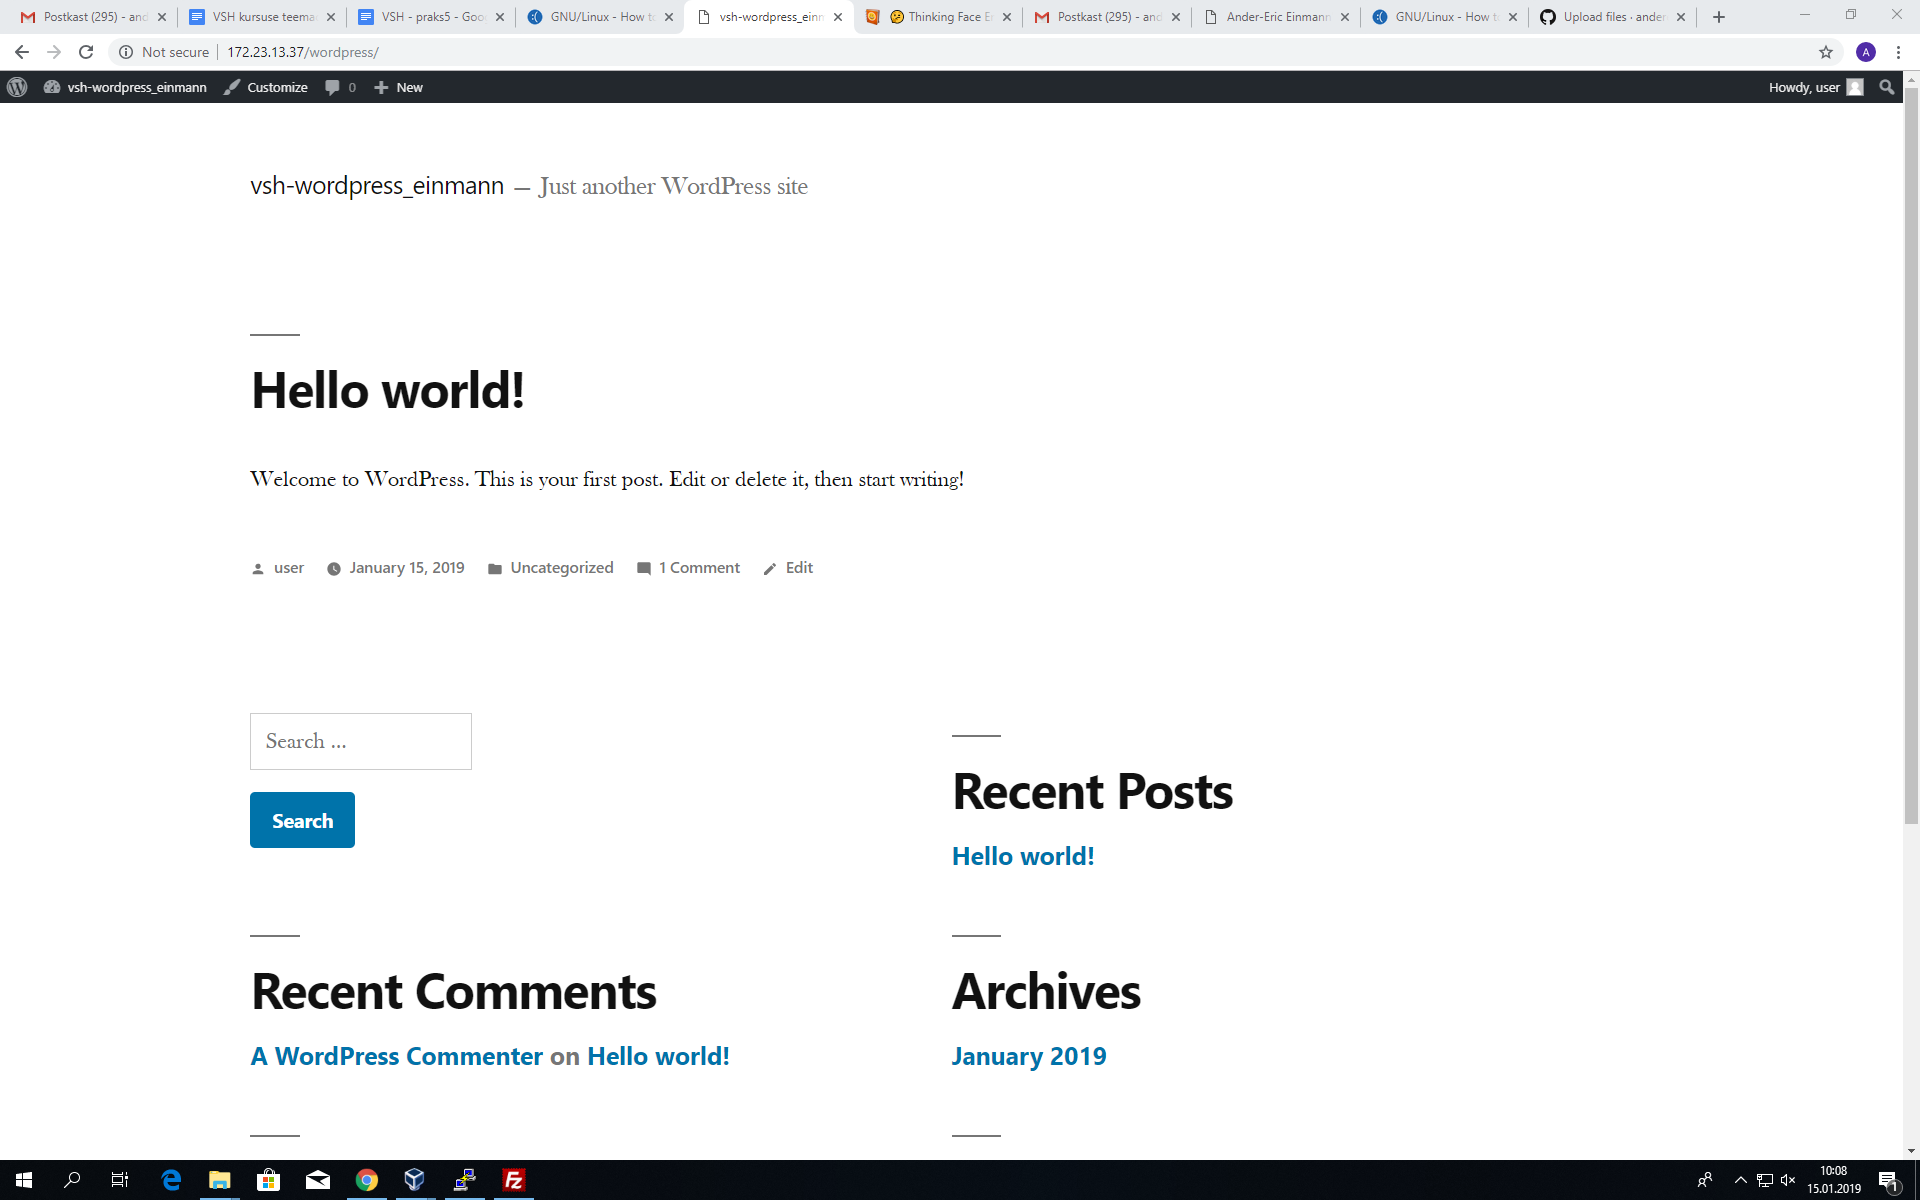 Postkast (295) - and
VSH kursuse teema
VSH - praks5 - Goo
GNU/Linux - How to
vsh-wordpress_einn
Thinking Face E
Postkast (295) - and
Ander-Eric Einmann
GNU/Linux - How to
Upload files · ander
Not secure
172.23.13.37/wordpress/
A
vsh-wordpress_einmann
Customize
0
New
Howdy, user
vsh-wordpress_einmann — Just another WordPress site
Hello world!
Welcome to WordPress. This is your first post. Edit or delete it, then start writing!
user January 15, 2019 Uncategorized 1 Comment Edit
Search ...
Search
Recent Posts
Hello world!
Recent Comments
A WordPress Commenter on Hello world!
Archives
January 2019
10:08
15.01.2019
1